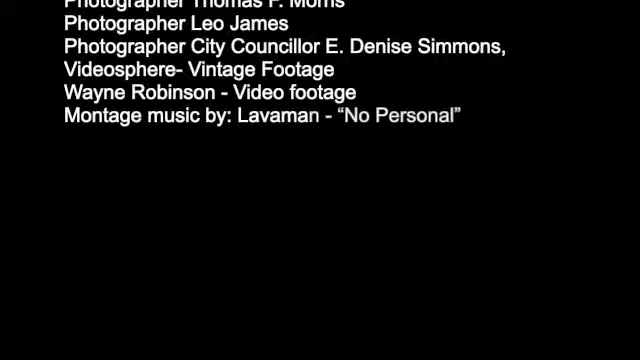 Photographer Thomas F. Morris
Photographer Leo James
Photographer City Councillor E. Denise Simmons,
Videosphere- Vintage Footage
Wayne Robinson - Video footage
Montage music by: Lavaman - “No Personal”